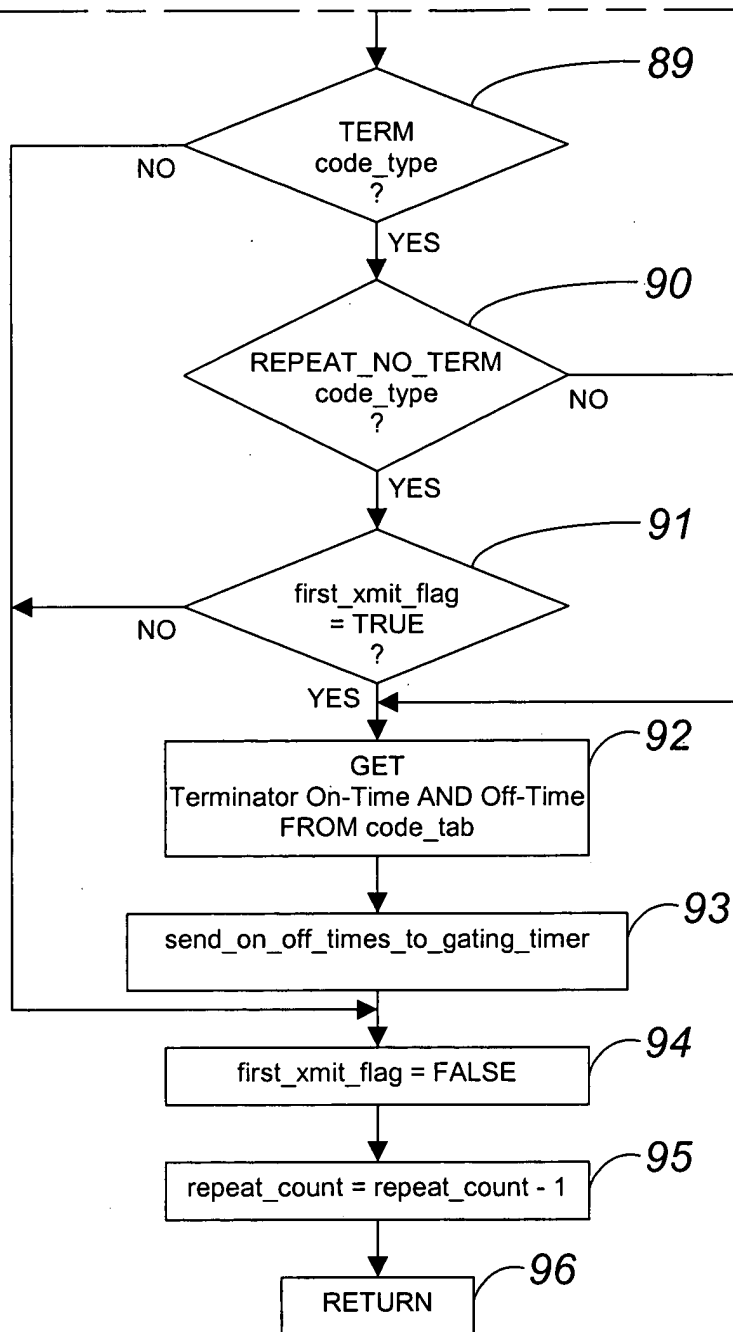 89
TERM
code_type
?
NO
YES
90
REPEAT_NO_TERM
code_type
?
NO
YES
91
first_xmit_flag
= TRUE
?
NO
YES
92
GET
Terminator On-Time AND Off-Time
FROM code_tab
93
send_on_off_times_to_gating_timer
94
first_xmit_flag = FALSE
95
repeat_count = repeat_count - 1
96
RETURN